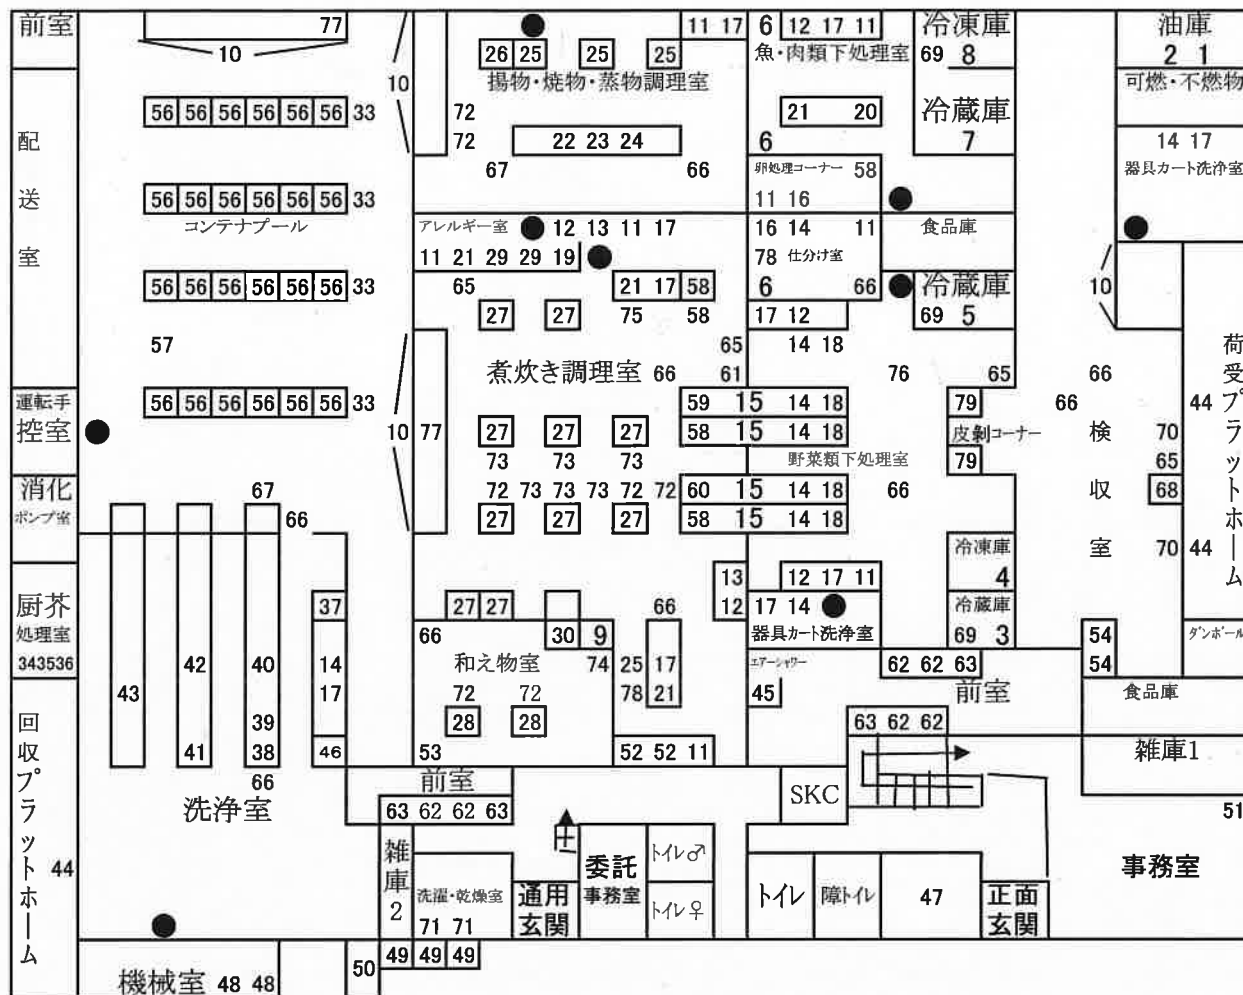 前室 77 11 17 6 12 17 11 冷凍庫 油庫
10 26 25 25 25 魚・肉類下処理室 69 8 2 1
10 揚物・焼物・蒸物調理室 可燃・不燃物
56 56 56 56 56 56 33 72 21 20 冷蔵庫
配 72 22 23 24 6 7 14 17
67 66 卵処理コーナー 58 器具カート洗浄室
送 56 56 56 56 56 56 33 11 16
コンテナプール アレルギー室 12 13 11 17 16 14 11 食品庫
室 11 21 29 29 19 78 仕分け室
56 56 56 56 56 56 33 65 21 17 58 6 66 冷蔵庫 10
27 27 75 58 17 12 69 5
57 65 14 18
煮炊き調理室 66 61 76 65 66
運転手 56 56 56 56 56 56 33 59 15 14 18 79 66 44
控室 10 77 27 27 27 58 15 14 18 皮剝コーナー 70
73 73 73 野菜類下処理室 79 65
消化 67 72 73 73 73 72 72 60 15 14 18 66 68
ポンプ室 66 27 27 27 58 15 14 18
検収室
荷受プラットホーム
冷凍庫 70 44
13 12 17 11 4
厨芥 37 27 27 66 12 17 14 冷蔵庫
処理室 66 30 9 器具カート洗浄室 69 3 54 ダンボール
343536 42 40 14 和え物室 74 25 17 エアーシャワー 62 62 63 54
43 17 72 72 78 21 45 前室 食品庫
39 28 28 63 62 62
41 38 46 53 52 52 11 雑庫1
66 前室 SKC
洗浄室 63 62 62 63 51
回収プラットホーム
44
雑庫2
委託 トイレ♂ 事務室
洗濯・乾燥室 通用 事務室 トイレ 障トイレ 47 正面
71 71 玄関 トイレ♀ 玄関
49 49 49
機械室 48 48 50